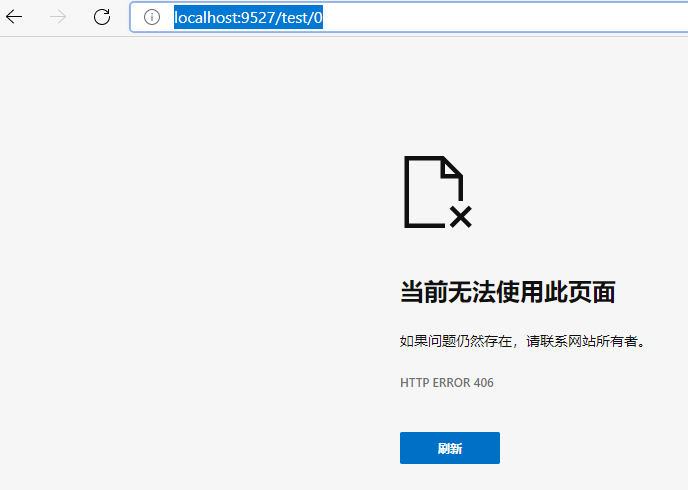 localhost:9527/test/0
当前无法使用此页面
如果问题仍然存在，请联系网站所有者。
HTTP ERROR 406
刷新